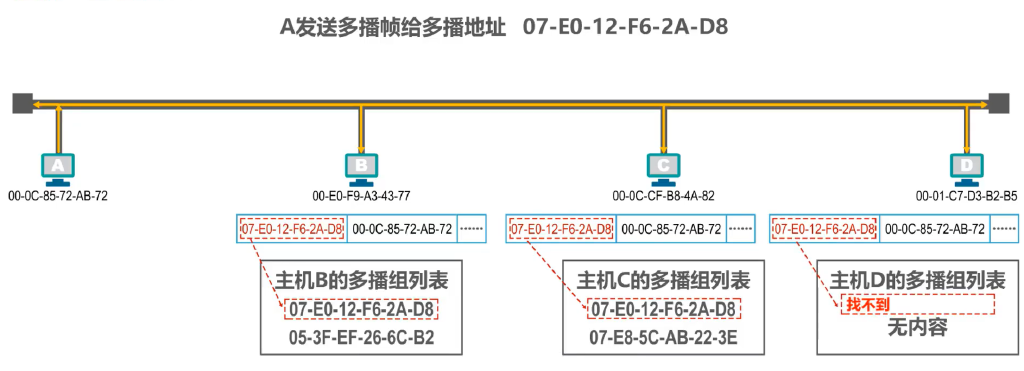 A发送多播帧给多播地址 07-E0-12-F6-2A-D8
A
B
C
D
00-0C-85-72-AB-72
00-E0-F9-A3-43-77
00-0C-CF-B8-4A-82
00-01-C7-D3-B2-B5
07-E0-12-F6-2A-D8 00-0C-85-72-AB-72 ······
07-E0-12-F6-2A-D8 00-0C-85-72-AB-72 ······
07-E0-12-F6-2A-D8 00-0C-85-72-AB-72 ······
主机B的多播组列表
07-E0-12-F6-2A-D8
05-3F-EF-26-6C-B2
主机C的多播组列表
07-E0-12-F6-2A-D8
07-E8-5C-AB-22-3E
主机D的多播组列表
找不到
无内容